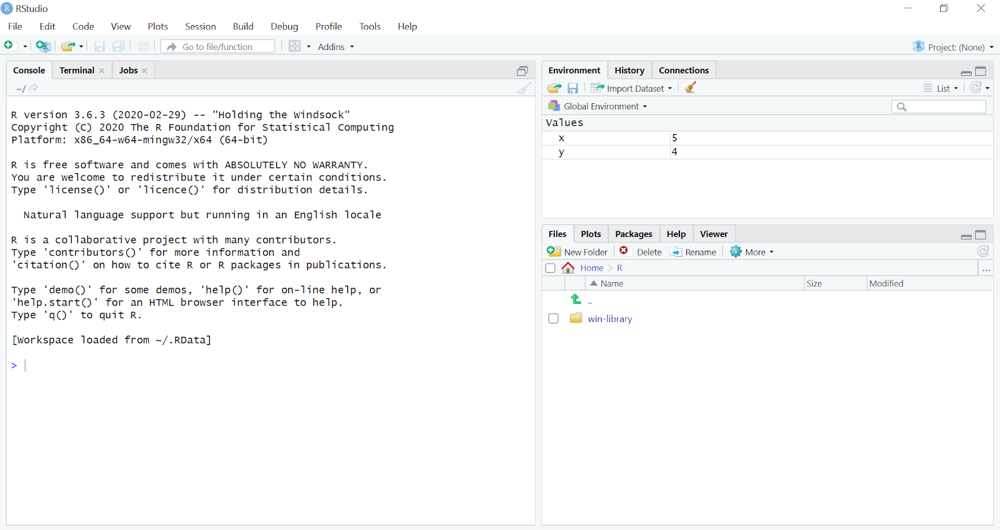 RStudio
File Edit Code View Plots Session Build Debug Profile Tools Help
Go to file/function Addins Project: (None)
Console Terminal Jobs
~/
R version 3.6.3 (2020-02-29) -- "Holding the Windsock"
Copyright (C) 2020 The R Foundation for Statistical Computing
Platform: x86_64-w64-mingw32/x64 (64-bit)
R is free software and comes with ABSOLUTELY NO WARRANTY.
You are welcome to redistribute it under certain conditions.
Type 'license()' or 'licence()' for distribution details.
Natural language support but running in an English locale
R is a collaborative project with many contributors.
Type 'contributors()' for more information and
'citation()' on how to cite R or R packages in publications.
Type 'demo()' for some demos, 'help()' for on-line help, or
'help.start()' for an HTML browser interface to help.
Type 'q()' to quit R.
[Workspace loaded from ~/.RData]
>
Environment History Connections
Import Dataset List
Global Environment
Values
x 5
y 4
Files Plots Packages Help Viewer
New Folder Delete Rename More
Home R ...
Name Size Modified
..
win-library